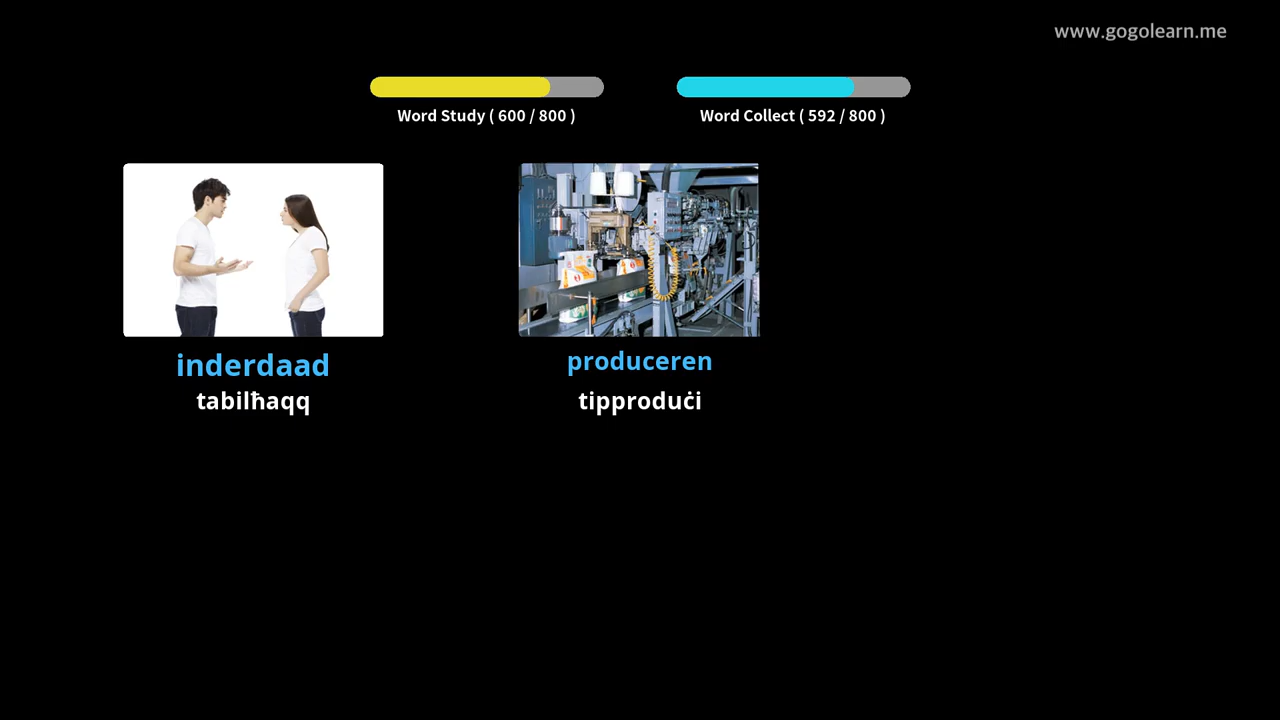 www.gogolearn.me
Word Study ( 600 / 800 )
Word Collect ( 592 / 800 )
inderdaad
tabilħaqq
produceren
tipproduċi